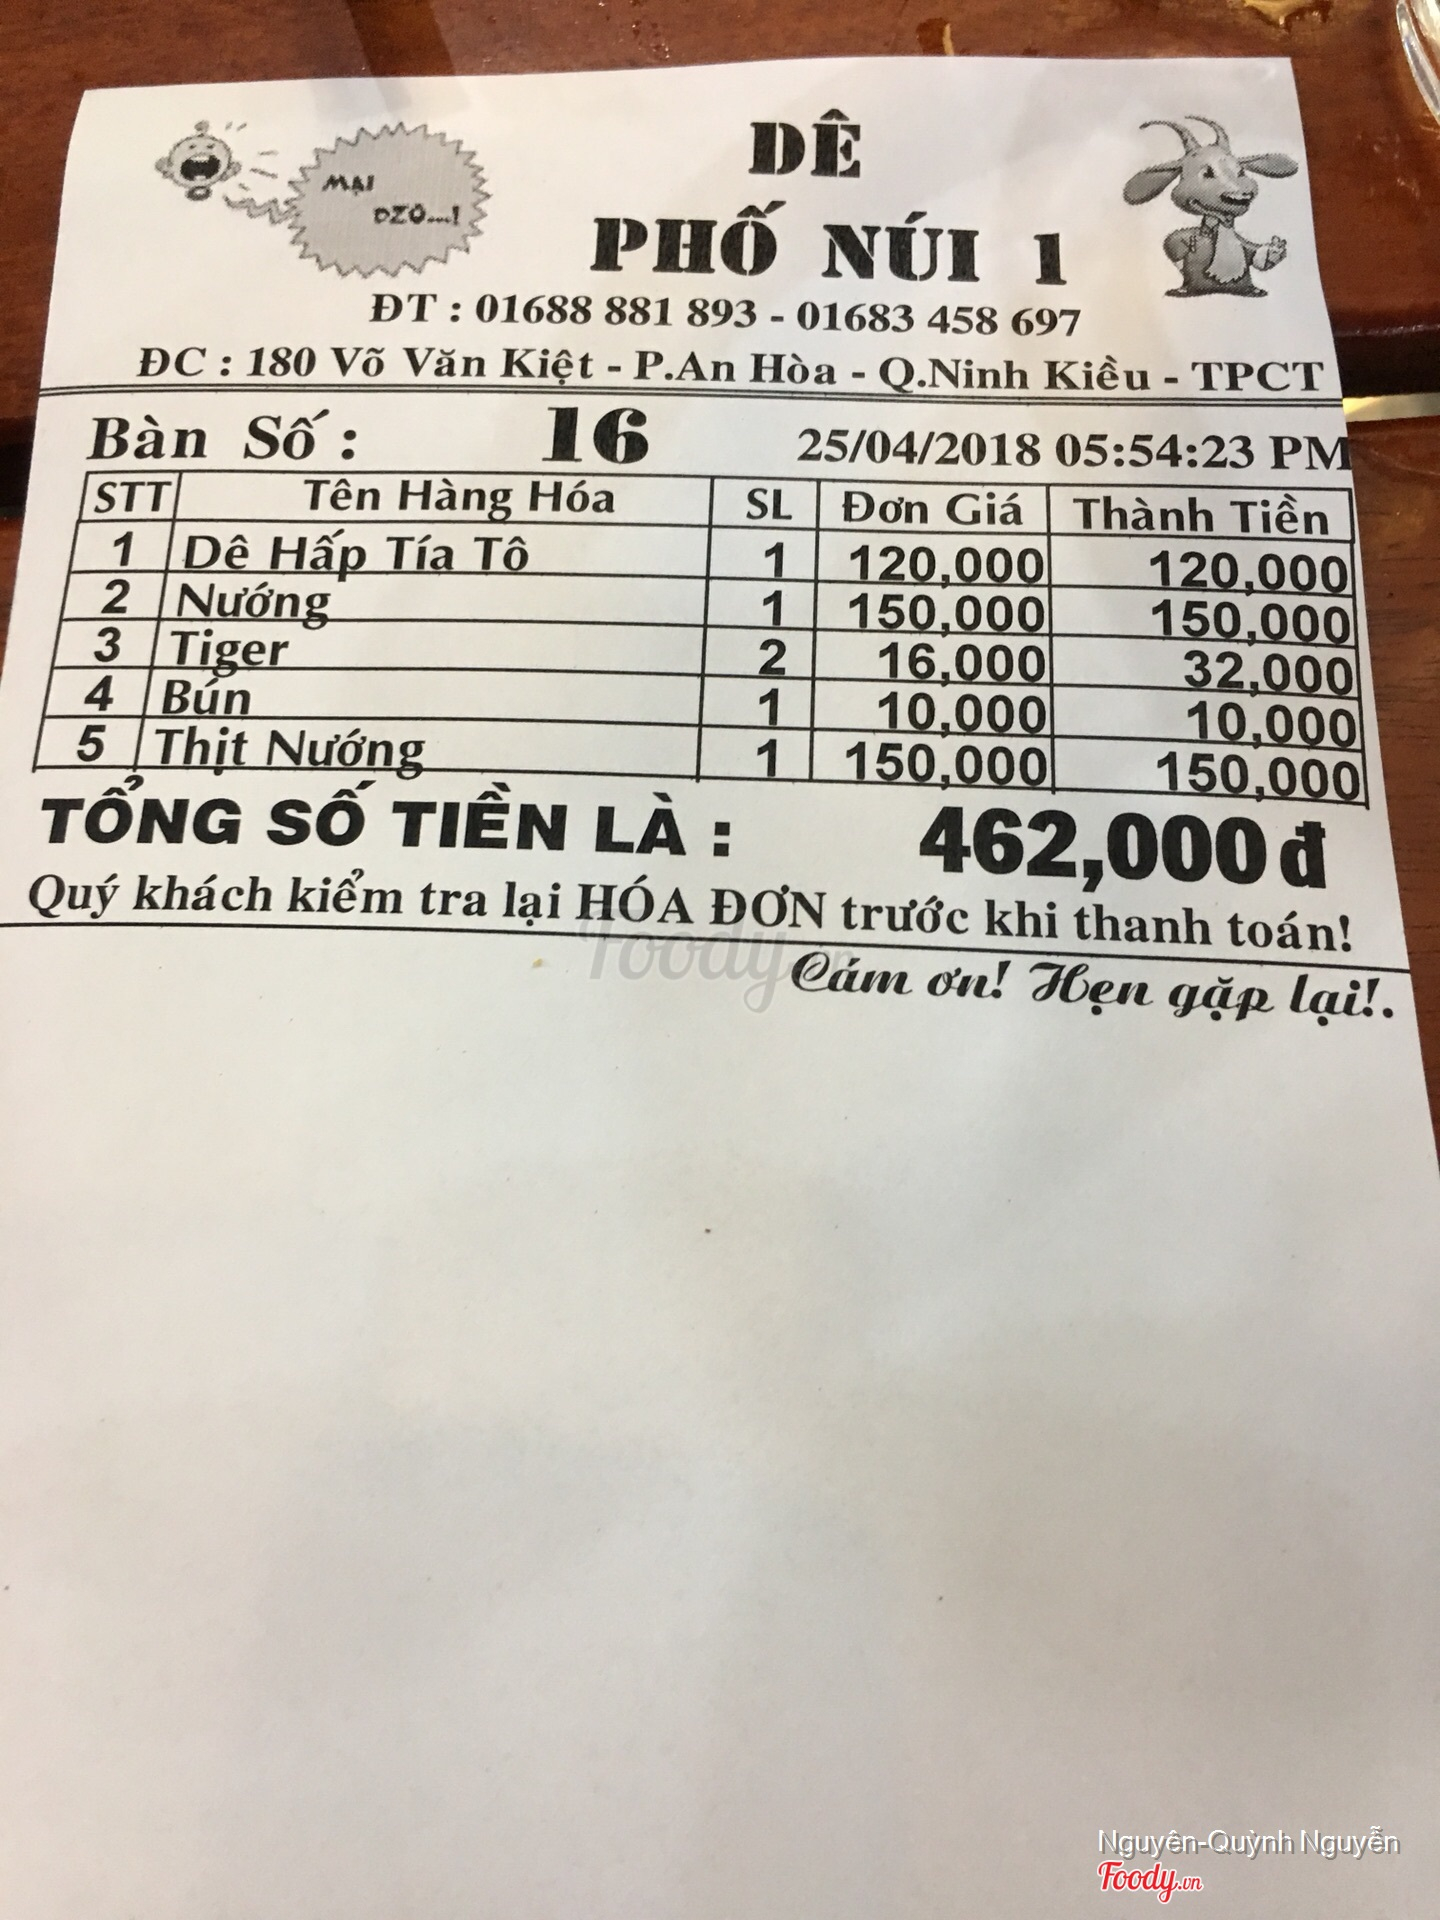 MẠI
DZÔ....!
DÊ
PHỐ NÚI 1
ĐT : 01688 881 893 - 01683 458 697
ĐC : 180 Võ Văn Kiệt - P.An Hòa - Q.Ninh Kiều - TPCT
Bàn Số : 16 25/04/2018 05:54:23 PM
STT Tên Hàng Hóa SL Đơn Giá Thành Tiền
1 Dê Hấp Tía Tô 1 120,000 120,000
2 Nướng 1 150,000 150,000
3 Tiger 2 16,000 32,000
4 Bún 1 10,000 10,000
5 Thịt Nướng 1 150,000 150,000
TỔNG SỐ TIỀN LÀ : 462,000 đ
Quý khách kiểm tra lại HÓA ĐƠN trước khi thanh toán!
Foody.vn
Cám ơn! Hẹn gặp lại!.
Nguyên-Quỳnh Nguyễn
Foody.vn